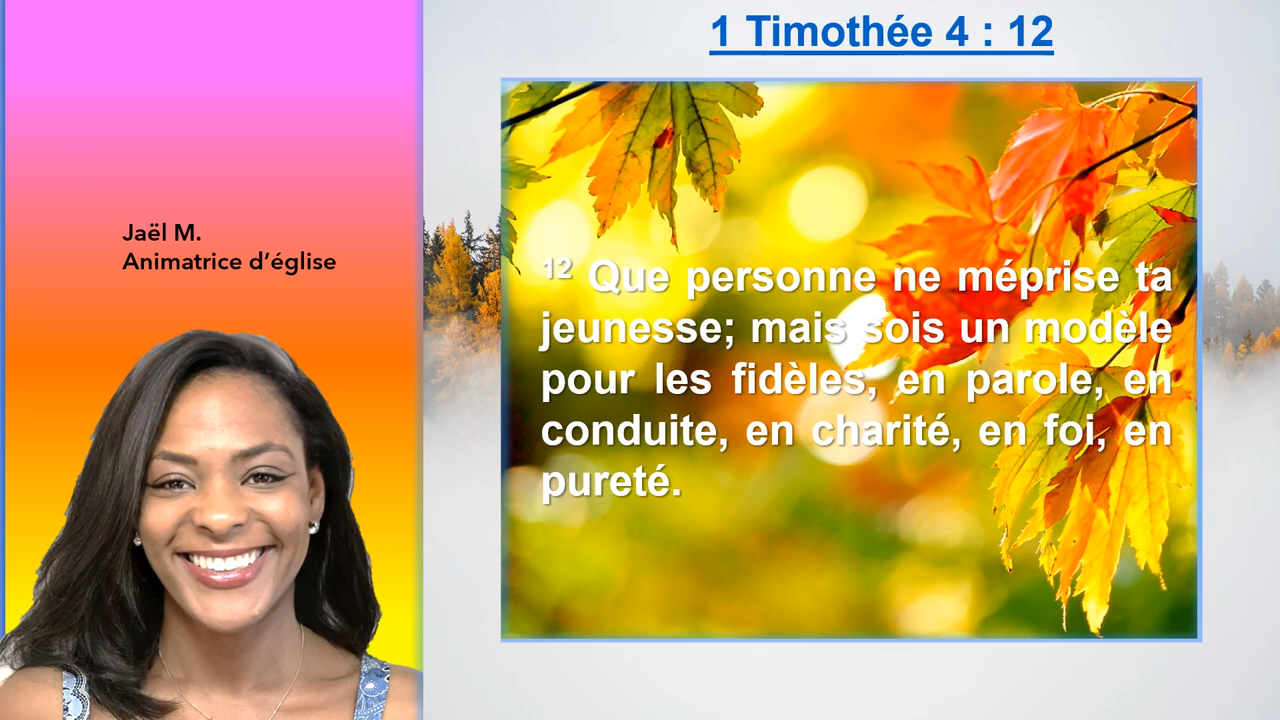 1 Timothée 4 : 12
Jaël M.
Animatrice d’église
12 Que personne ne méprise ta
jeunesse; mais sois un modèle
pour les fidèles, en parole, en
conduite, en charité, en foi, en
pureté.